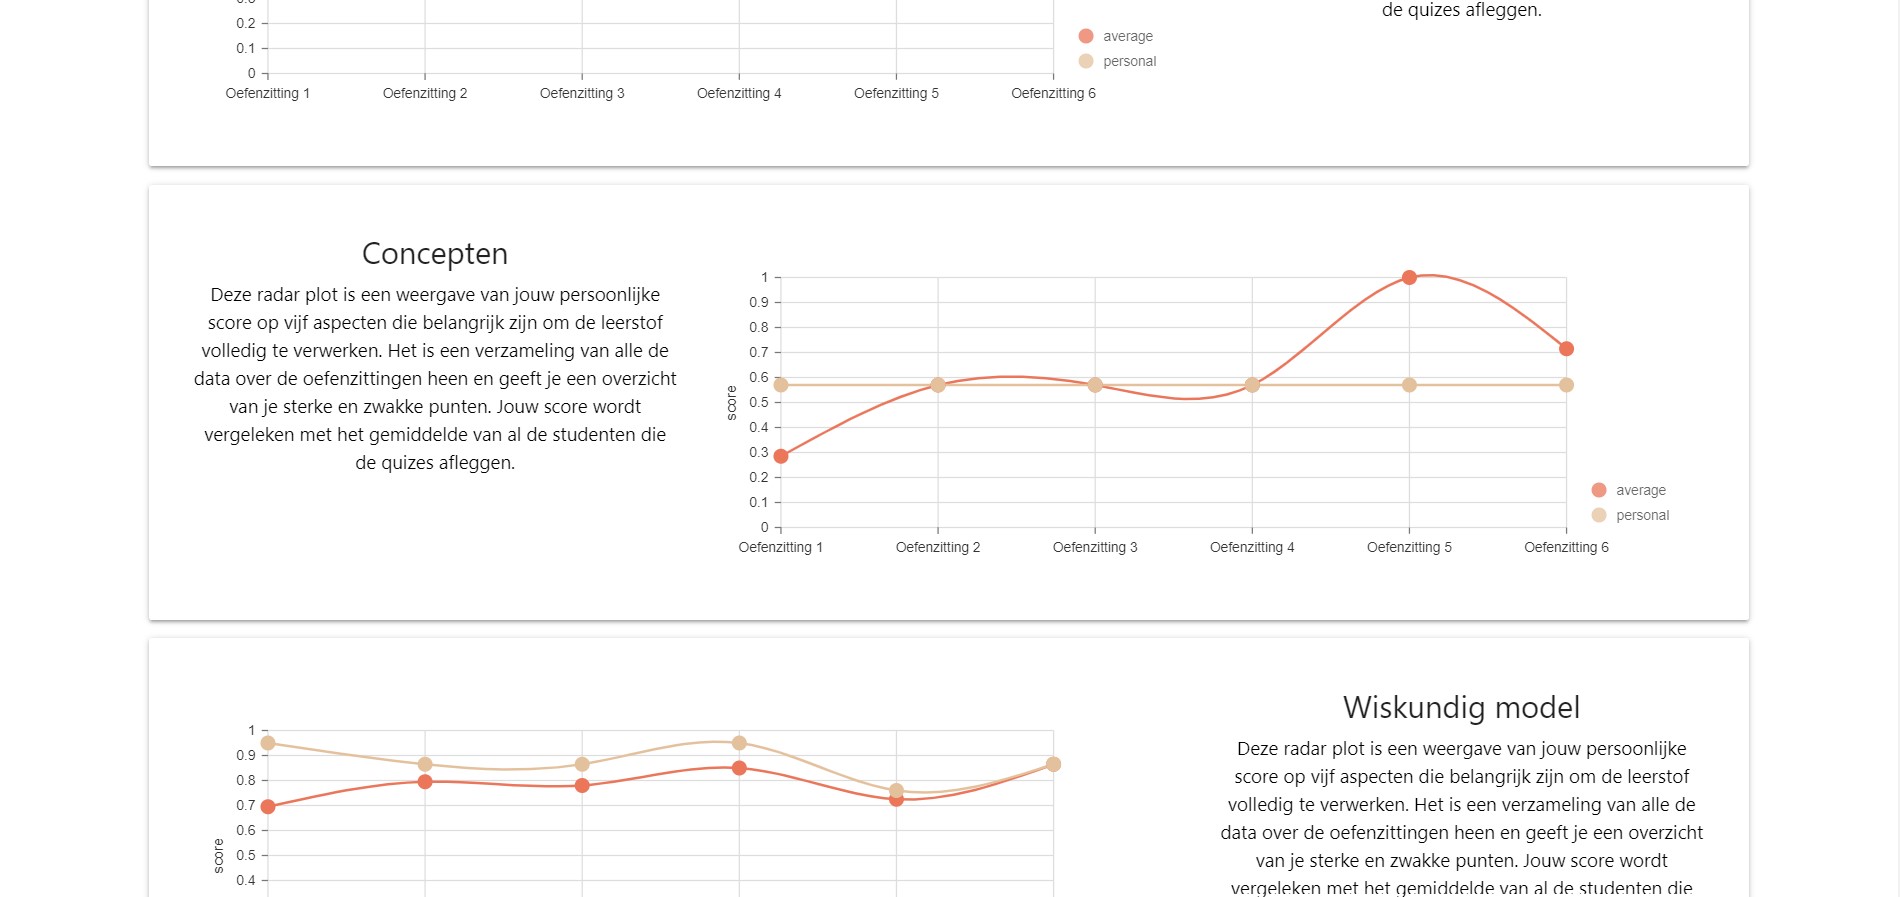 de quizes afleggen.
0.2
0.1
0
average
personal
Oefenzitting 1 Oefenzitting 2 Oefenzitting 3 Oefenzitting 4 Oefenzitting 5 Oefenzitting 6
Concepten
Deze radar plot is een weergave van jouw persoonlijke
score op vijf aspecten die belangrijk zijn om de leerstof
volledig te verwerken. Het is een verzameling van alle de
data over de oefenzittingen heen en geeft je een overzicht
van je sterke en zwakke punten. Jouw score wordt
vergeleken met het gemiddelde van al de studenten die
de quizes afleggen.
score
1
0.9
0.8
0.7
0.6
0.5
0.4
0.3
0.2
0.1
0
average
personal
Oefenzitting 1 Oefenzitting 2 Oefenzitting 3 Oefenzitting 4 Oefenzitting 5 Oefenzitting 6
score
1
0.9
0.8
0.7
0.6
0.5
0.4
Wiskundig model
Deze radar plot is een weergave van jouw persoonlijke
score op vijf aspecten die belangrijk zijn om de leerstof
volledig te verwerken. Het is een verzameling van alle de
data over de oefenzittingen heen en geeft je een overzicht
van je sterke en zwakke punten. Jouw score wordt
vergeleken met het gemiddelde van al de studenten die